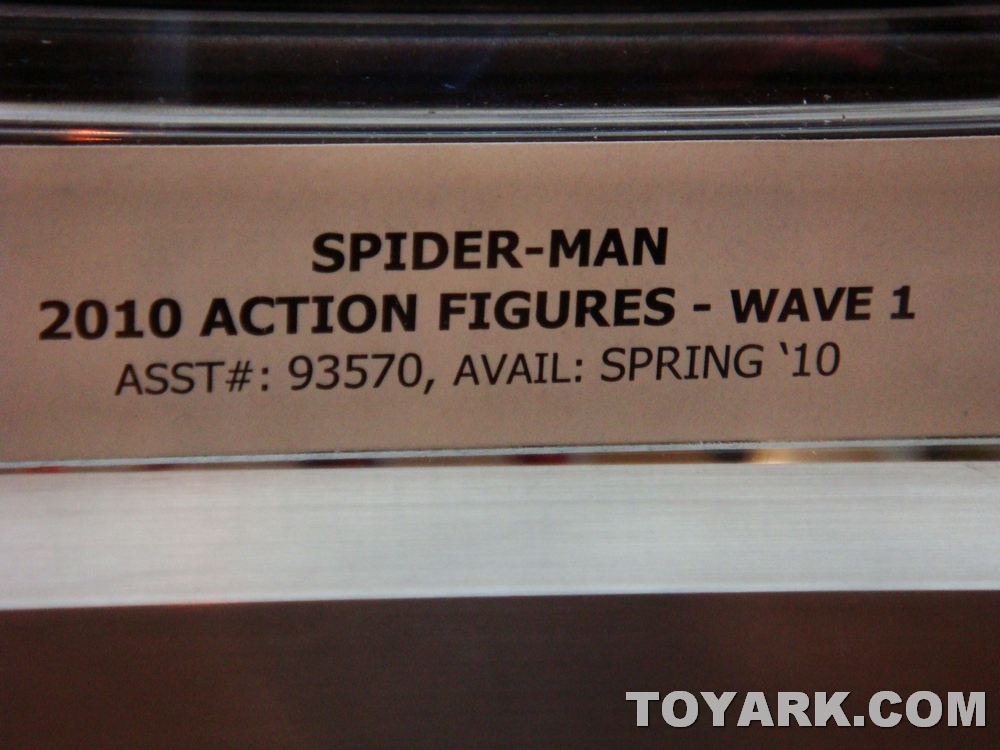 SPIDER-MAN
2010 ACTION FIGURES - WAVE 1
ASST#: 93570, AVAIL: SPRING ‘10
TOYARK.COM